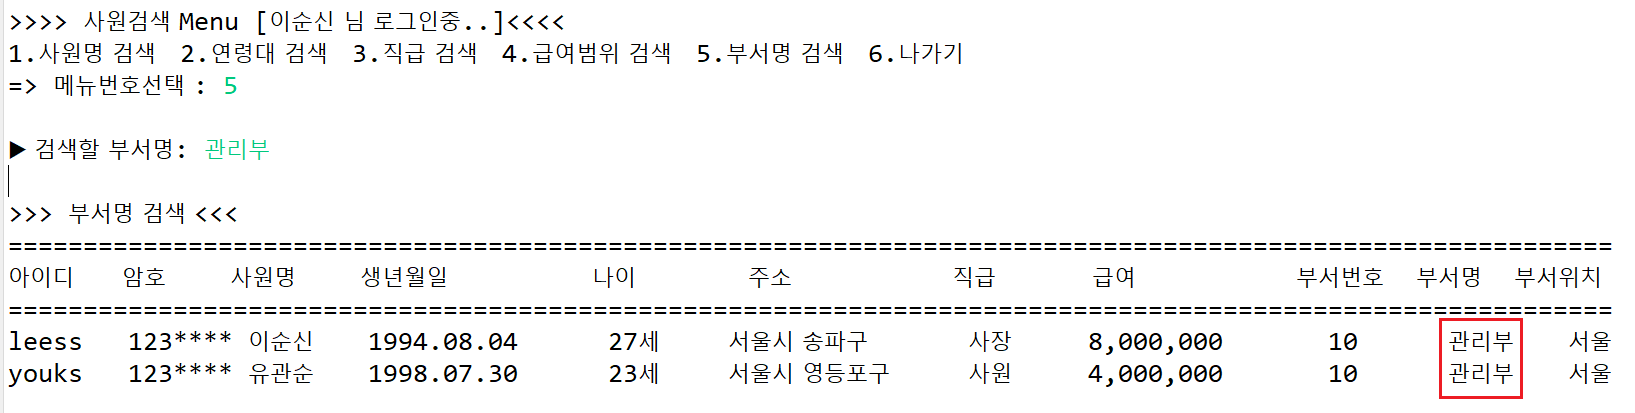 >>>> 사원검색 Menu [이순신 님 로그인중..]<<<<
1.사원명 검색  2.연령대 검색  3.직급 검색  4.급여범위 검색  5.부서명 검색  6.나가기
=> 메뉴번호선택 : 5
▶ 검색할 부서명: 관리부
>>> 부서명 검색 <<<
===========================================================================================================
아이디 암호 사원명 생년월일 나이 주소 직급 급여 부서번호 부서명 부서위치
===========================================================================================================
leess 123**** 이순신 1994.08.04 27세 서울시 송파구 사장 8,000,000 10 관리부 서울
youks 123**** 유관순 1998.07.30 23세 서울시 영등포구 사원 4,000,000 10 관리부 서울